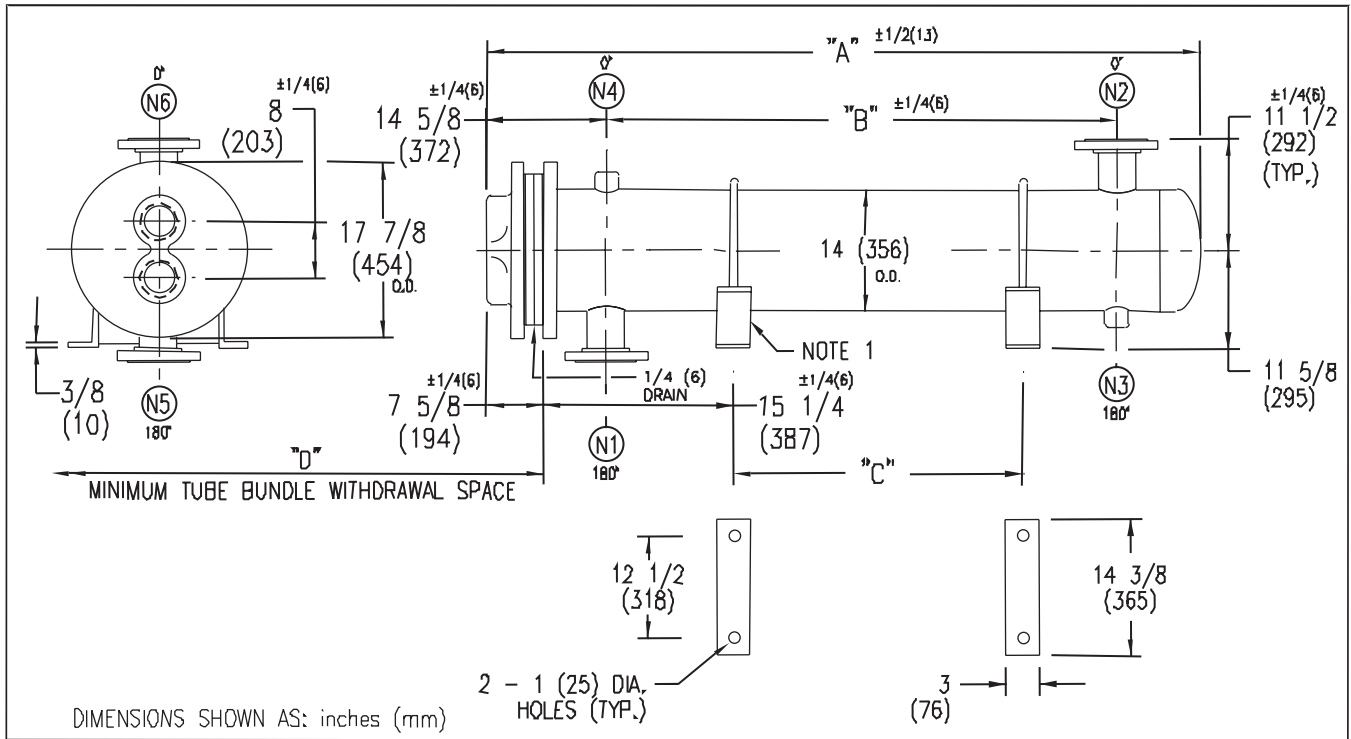 0°
N6
±1/4(6)
8
(203)
17 7/8
(454)
O.D.
3/8
(10)
N5
180°
"A" ±1/2(13)
±1/4(6)
14 5/8
(372)
0°
N4
"B" ±1/4(6)
0°
N2
±1/4(6)
11 1/2
(292)
(TYP.)
14 (356)
O.D.
NOTE 1
1/4 (6)
DRAIN
±1/4(6)
7 5/8
(194)
±1/4(6)
15 1/4
(387)
N1
180°
N3
180°
11 5/8
(295)
"D"
MINIMUM TUBE BUNDLE WITHDRAWAL SPACE
"C"
12 1/2
(318)
14 3/8
(365)
2 - 1 (25) DIA.
HOLES (TYP.)
3
(76)
DIMENSIONS SHOWN AS: inches (mm)